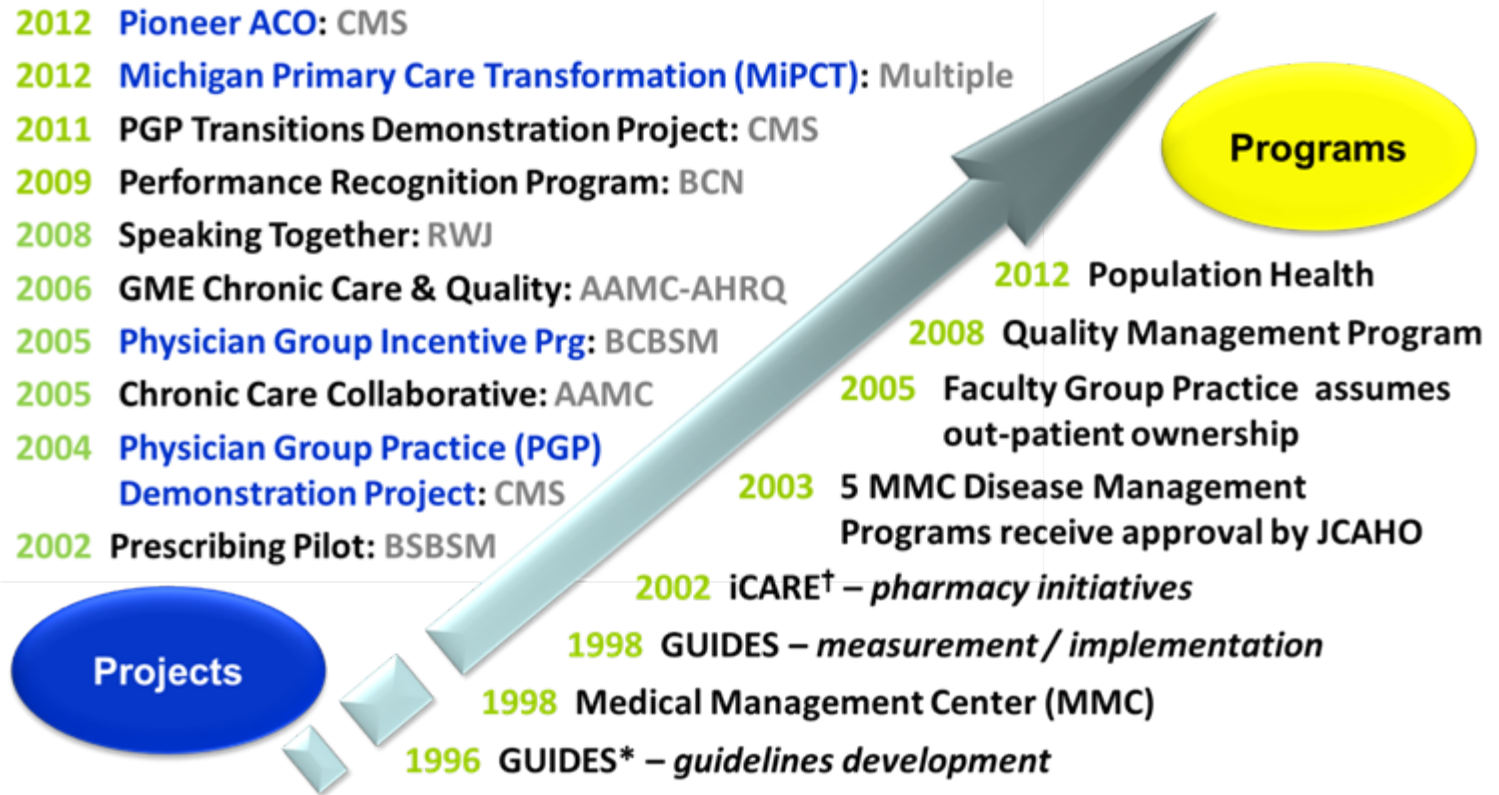 2012 Pioneer ACO: CMS
2012 Michigan Primary Care Transformation (MiPCT): Multiple
2011 PGP Transitions Demonstration Project: CMS
2009 Performance Recognition Program: BCN
2008 Speaking Together: RWJ
2006 GME Chronic Care & Quality: AAMC-AHRQ
2005 Physician Group Incentive Prg: BCBSM
2005 Chronic Care Collaborative: AAMC
2004 Physician Group Practice (PGP)
Demonstration Project: CMS
2002 Prescribing Pilot: BSBSM
Projects
Programs
2012 Population Health
2008 Quality Management Program
2005 Faculty Group Practice assumes
out-patient ownership
2003 5 MMC Disease Management
Programs receive approval by JCAHO
2002 iCARE† – pharmacy initiatives
1998 GUIDES – measurement / implementation
1998 Medical Management Center (MMC)
1996 GUIDES* – guidelines development